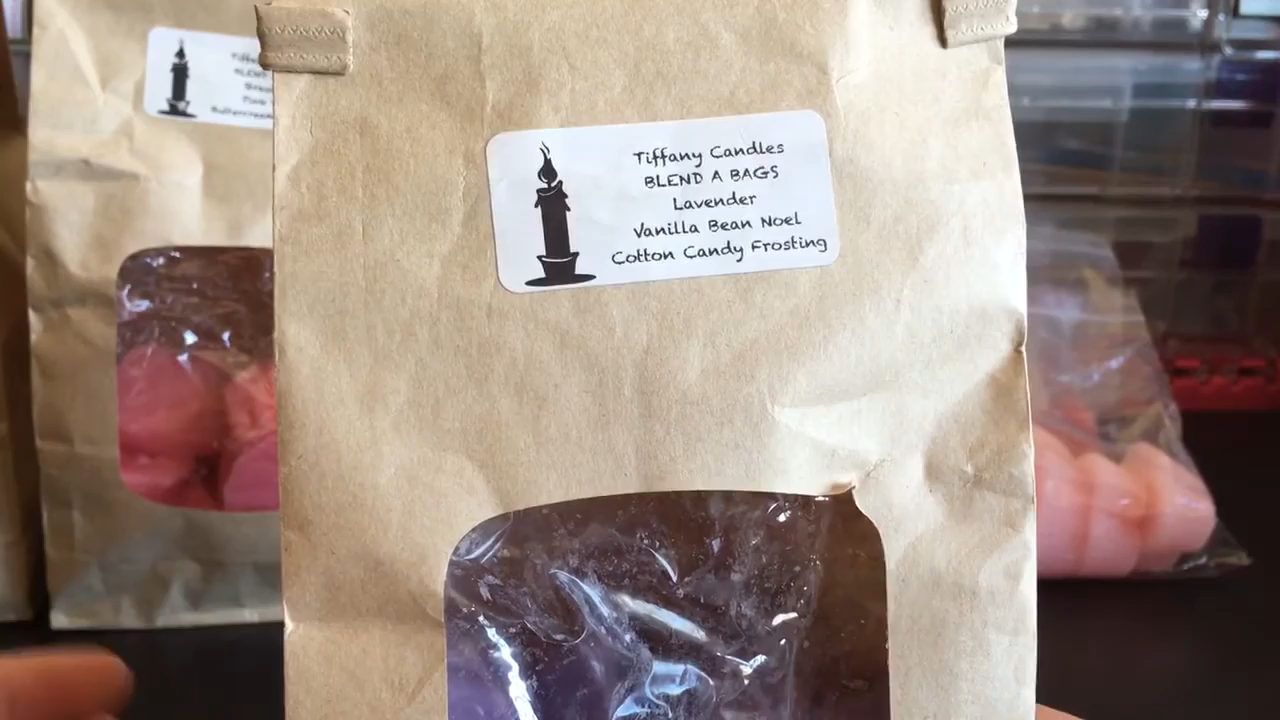 Tiffany Candles
BLEND A BAGS
Lavender
Vanilla Bean Noel
Cotton Candy Frosting